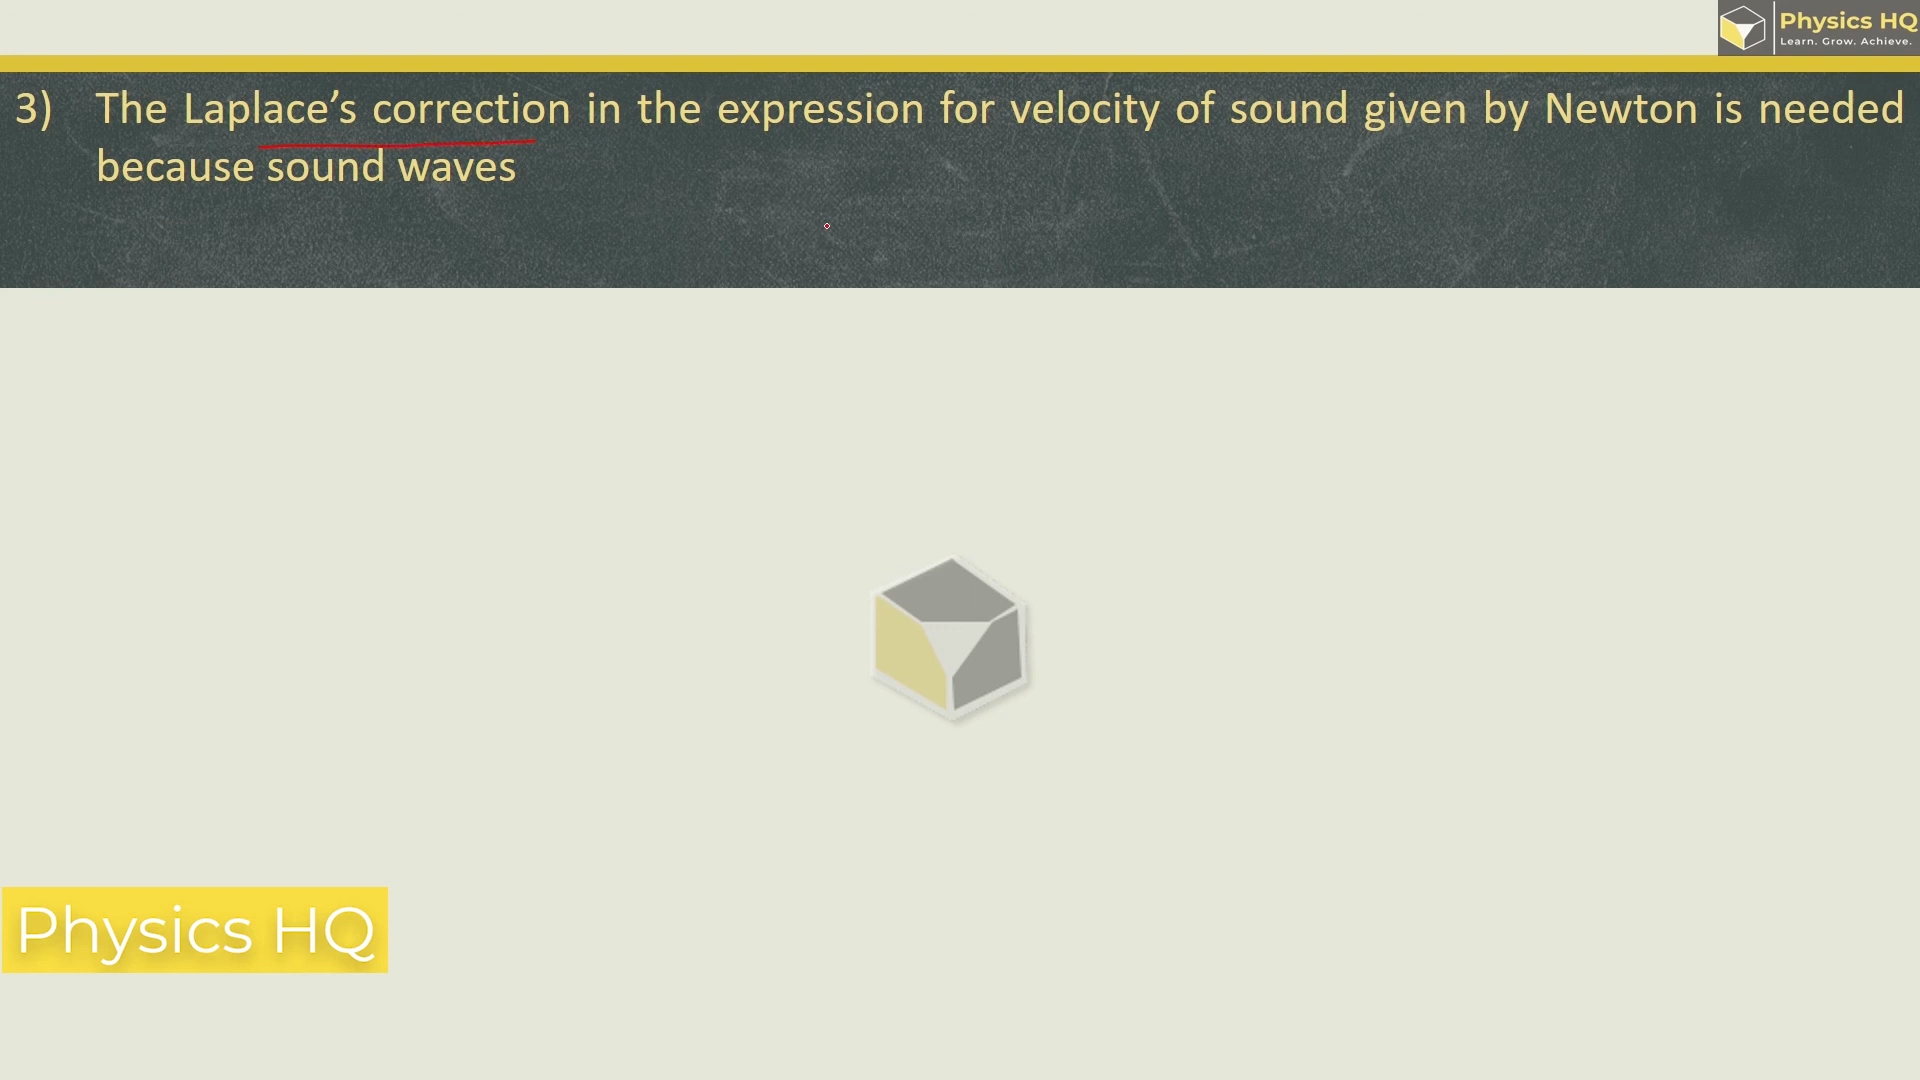 Physics HQ
Learn. Grow. Achieve.
3) The Laplace’s correction in the expression for velocity of sound given by Newton is needed
because sound waves
Physics HQ